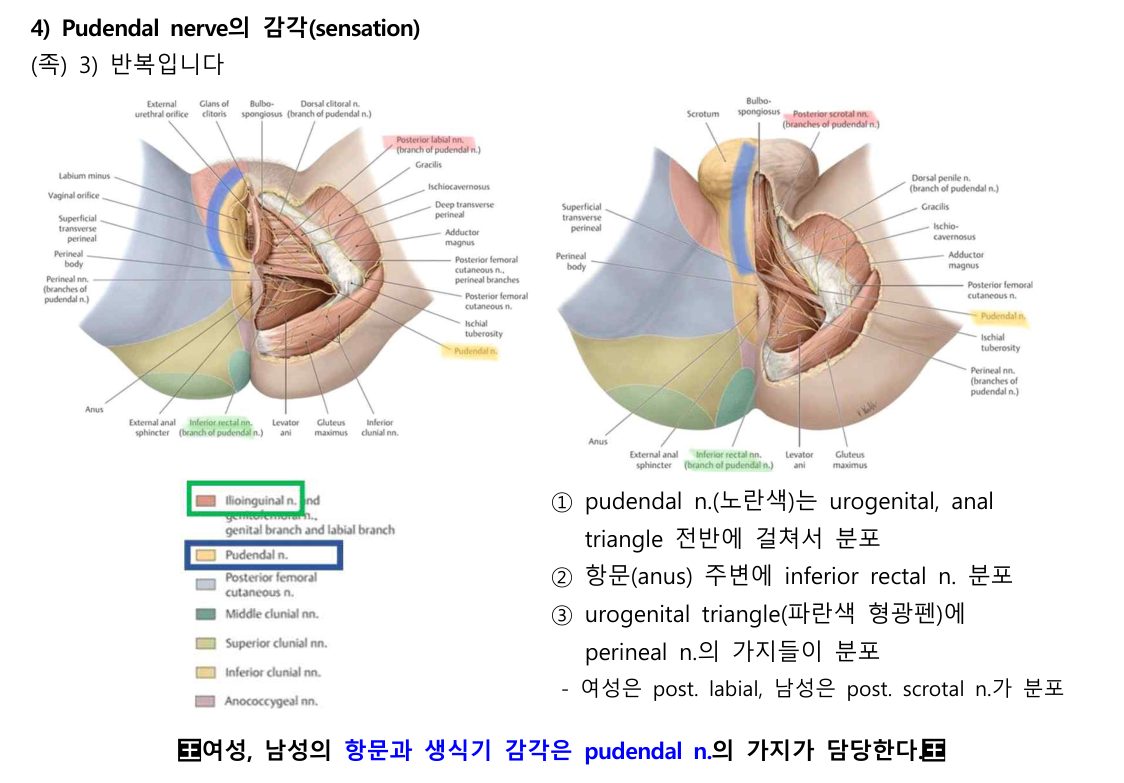 4) Pudendal nerve의 감각(sensation)
(족) 3) 반복입니다
External
urethral orifice
Glans of
clitoris
Bulbo-
spongiosus
Dorsal clitoral n.
(branch of pudendal n.)
Posterior labial nn.
(branch of pudendal n.)
Gracilis
Ischiocavernosus
Deep transverse
perineal
Adductor
magnus
Posterior femoral
cutaneous n.,
perineal branches
Posterior femoral
cutaneous n.
Ischial
tuberosity
Pudendal n.
Labium minus
Vaginal orifice
Superficial
transverse
perineal
Perineal
body
Perineal nn.
(branches of
pudendal n.)
Anus
External anal
sphincter
Inferior rectal nn.
(branch of pudendal n.)
Levator
ani
Gluteus
maximus
Inferior
clunial nn.
Scrotum
Bulbo-
spongiosus
Posterior scrotal nn.
(branches of pudendal n.)
Dorsal penile n.
(branch of pudendal n.)
Gracilis
Ischio-
cavernosus
Adductor
magnus
Posterior femoral
cutaneous n.
Pudendal n.
Ischial
tuberosity
Perineal nn.
(branches of
pudendal n.)
Superficial
transverse
perineal
Perineal
body
Anus
External anal
sphincter
Inferior rectal nn.
(branch of pudendal n.)
Levator
ani
Gluteus
maximus
Ilioinguinal n. and
genitofemoral n.,
genital branch and labial branch
Pudendal n.
Posterior femoral
cutaneous n.
Middle clunial nn.
Superior clunial nn.
Inferior clunial nn.
Anococcygeal nn.
① pudendal n.(노란색)는 urogenital, anal
triangle 전반에 걸쳐서 분포
② 항문(anus) 주변에 inferior rectal n. 분포
③ urogenital triangle(파란색 형광펜)에
perineal n.의 가지들이 분포
- 여성은 post. labial, 남성은 post. scrotal n.가 분포
王여성, 남성의 항문과 생식기 감각은 pudendal n.의 가지가 담당한다.王